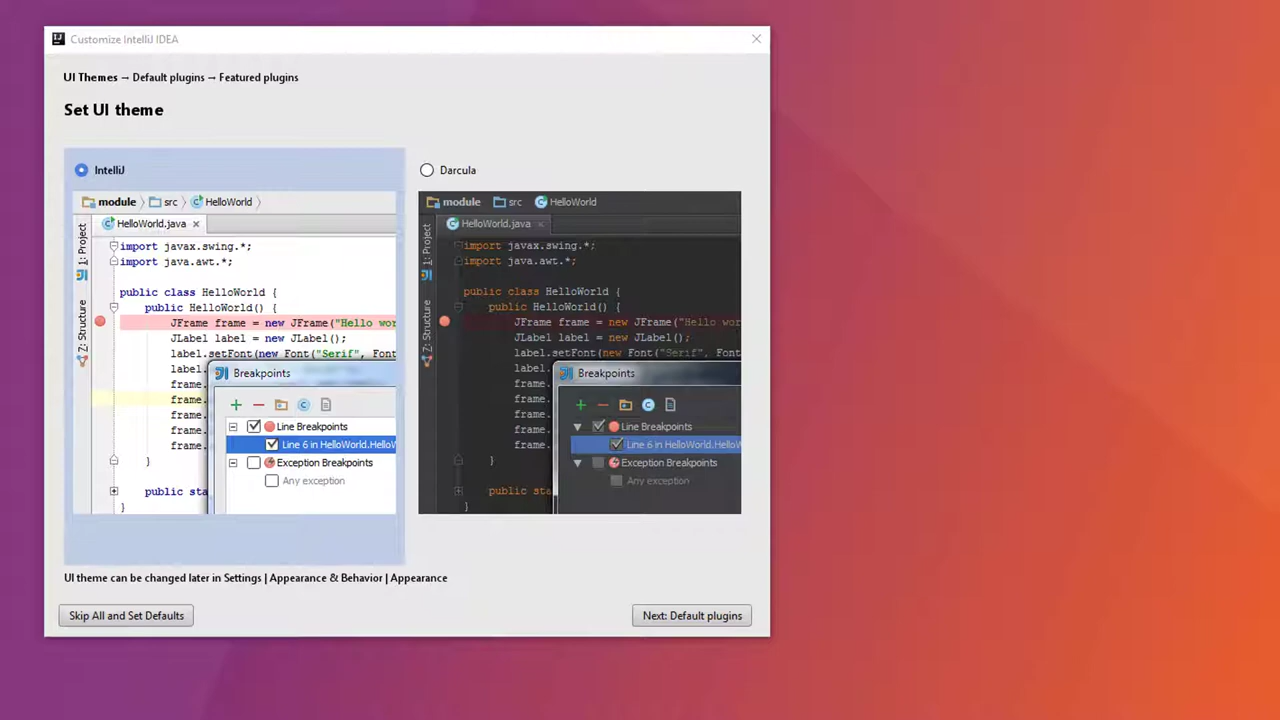 Customize IntelliJ IDEA
UI Themes → Default plugins → Featured plugins
Set UI theme
IntelliJ
module
src
HelloWorld
HelloWorld.java
1: Project
Z: Structure
import javax.swing.*;
import java.awt.*;
public class HelloWorld {
public HelloWorld() {
JFrame frame = new JFrame("Hello wor
JLabel label = new JLabel();
label.setFont(new Font("Serif", Font
label.
frame.
frame.
frame.
frame.
frame.
}
public sta
}
Breakpoints
Line Breakpoints
Line 6 in HelloWorld.HelloW
Exception Breakpoints
Any exception
Darcula
module
src
HelloWorld
HelloWorld.java
1: Project
Z: Structure
import javax.swing.*;
import java.awt.*;
public class HelloWorld {
public HelloWorld() {
JFrame frame = new JFrame("Hello wor
JLabel label = new JLabel();
label.setFont(new Font("Serif", Font
label.
frame.
frame.
frame.
frame.
frame.
}
public sta
}
Breakpoints
Line Breakpoints
Line 6 in HelloWorld.HelloW
Exception Breakpoints
Any exception
UI theme can be changed later in Settings | Appearance & Behavior | Appearance
Skip All and Set Defaults
Next: Default plugins